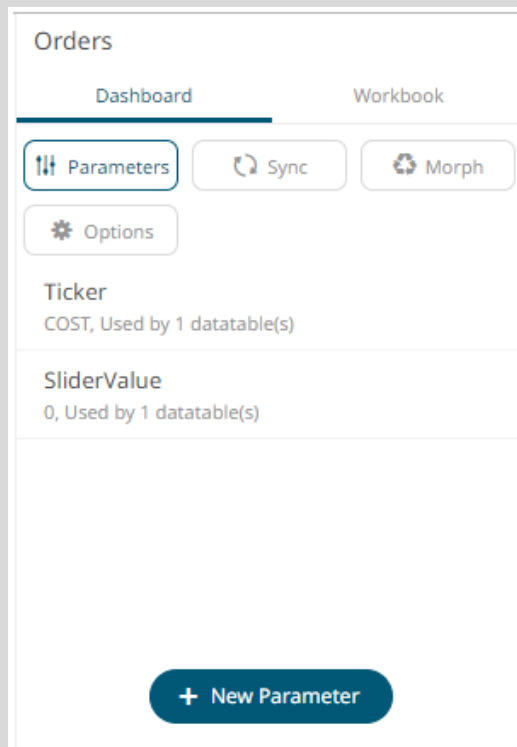 Orders
Dashboard Workbook
Parameters Sync Morph
Options
Ticker
COST, Used by 1 datatable(s)
SliderValue
0, Used by 1 datatable(s)
+ New Parameter